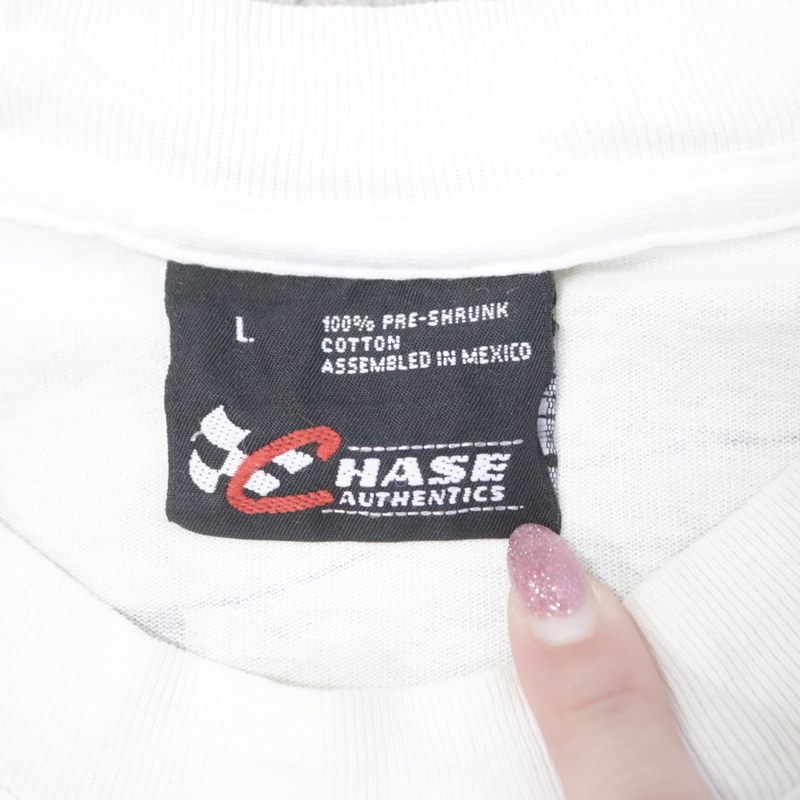 L
100% PRE-SHRUNK
COTTON
ASSEMBLED IN MEXICO
CHASE
AUTHENTICS